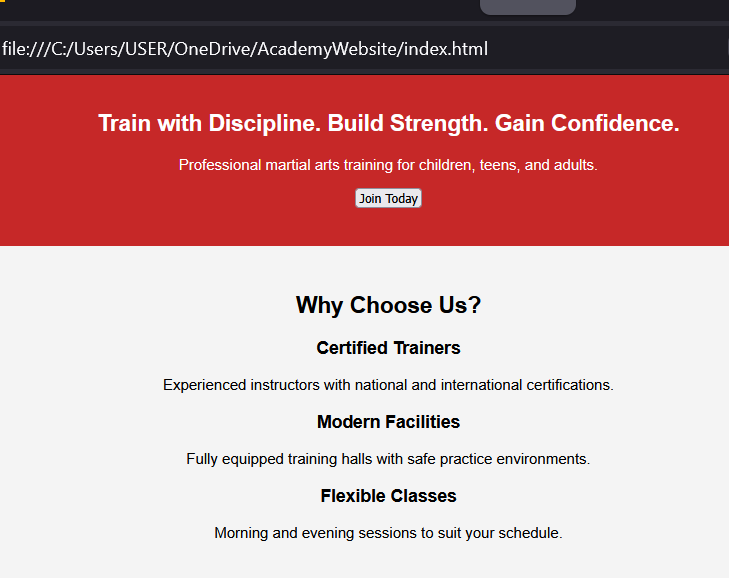 file:///C:/Users/USER/OneDrive/AcademyWebsite/index.html
Train with Discipline. Build Strength. Gain Confidence.
Professional martial arts training for children, teens, and adults.
Join Today
Why Choose Us?
Certified Trainers
Experienced instructors with national and international certifications.
Modern Facilities
Fully equipped training halls with safe practice environments.
Flexible Classes
Morning and evening sessions to suit your schedule.